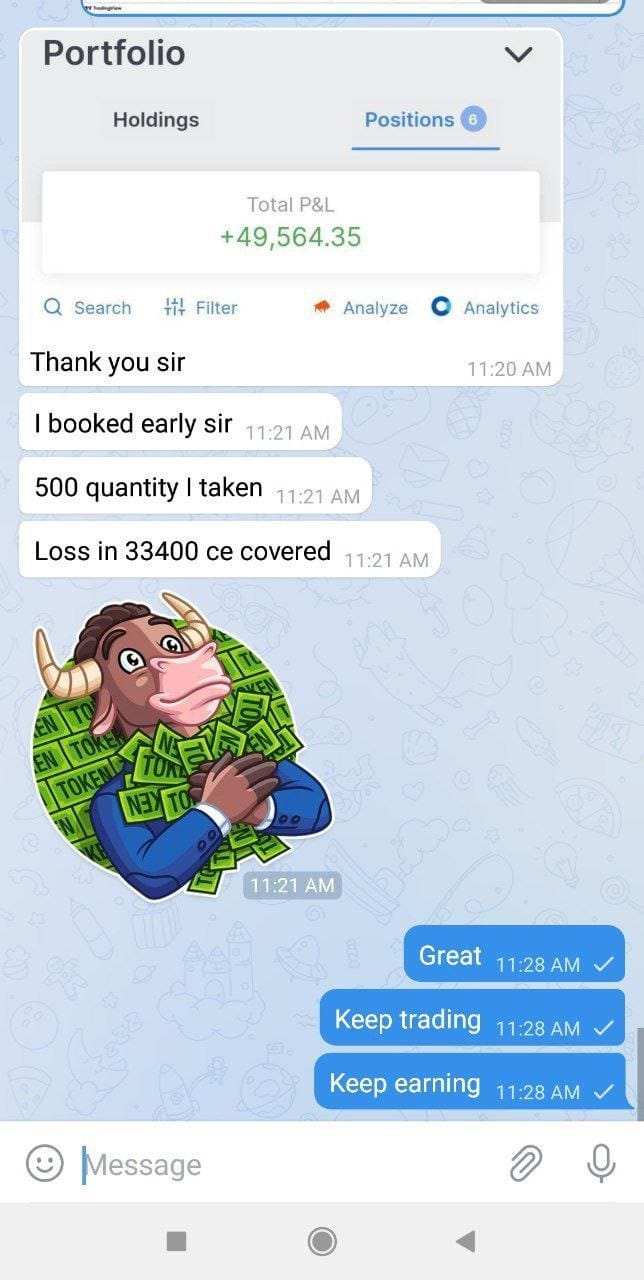 TradingView
Portfolio
Holdings
Positions 6
Total P&L
+49,564.35
Search Filter Analyze Analytics
Thank you sir 11:20 AM
I booked early sir 11:21 AM
500 quantity I taken 11:21 AM
Loss in 33400 ce covered 11:21 AM
TOKEN
TOKEN
TOKEN
TOKEN
11:21 AM
Great 11:28 AM
Keep trading 11:28 AM
Keep earning 11:28 AM
Message